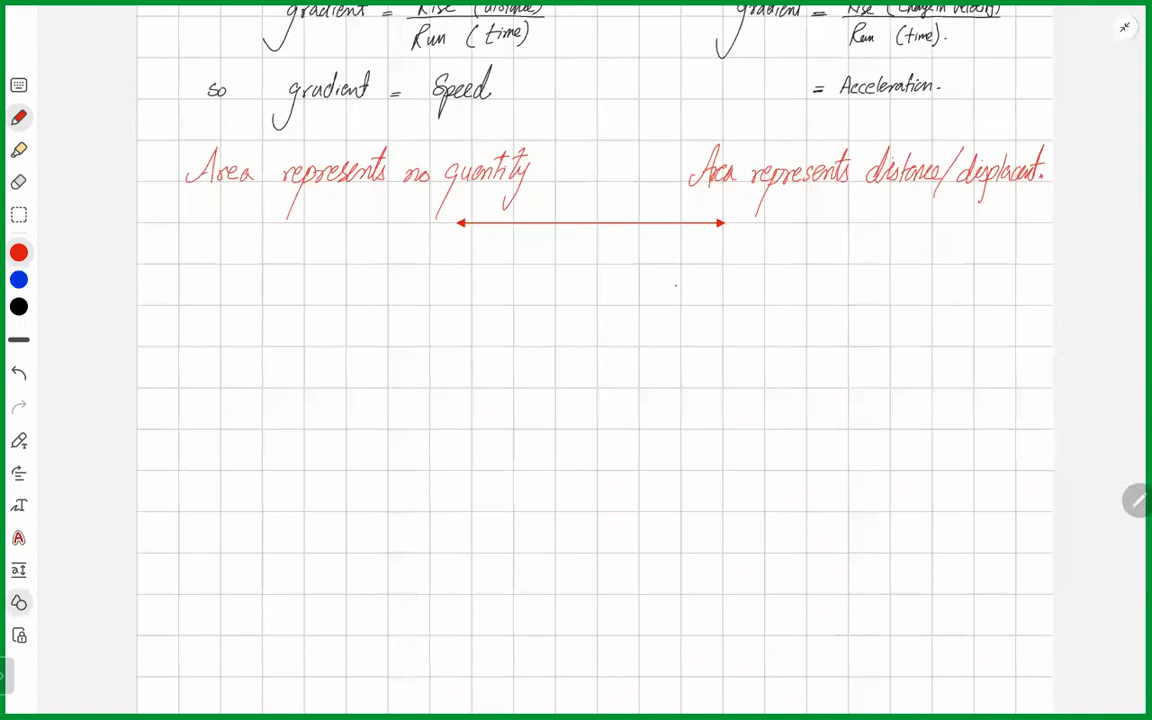 gradient = Rise (distance) / Run (time)
so gradient = Speed
Area represents no quantity
gradient = Rise (change in velocity) / Run (time).
= Acceleration.
Area represents distance/displacent.